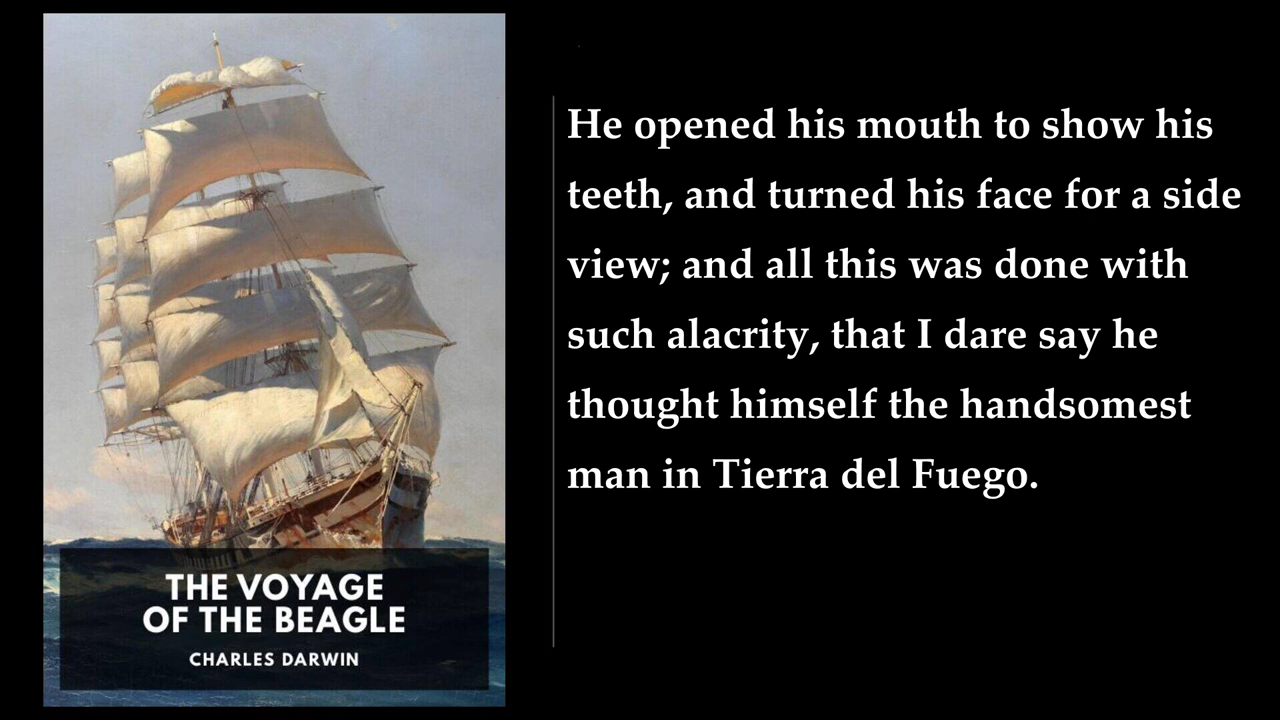 He opened his mouth to show his
teeth, and turned his face for a side
view; and all this was done with
such alacrity, that I dare say he
thought himself the handsomest
man in Tierra del Fuego.
THE VOYAGE
OF THE BEAGLE
CHARLES DARWIN